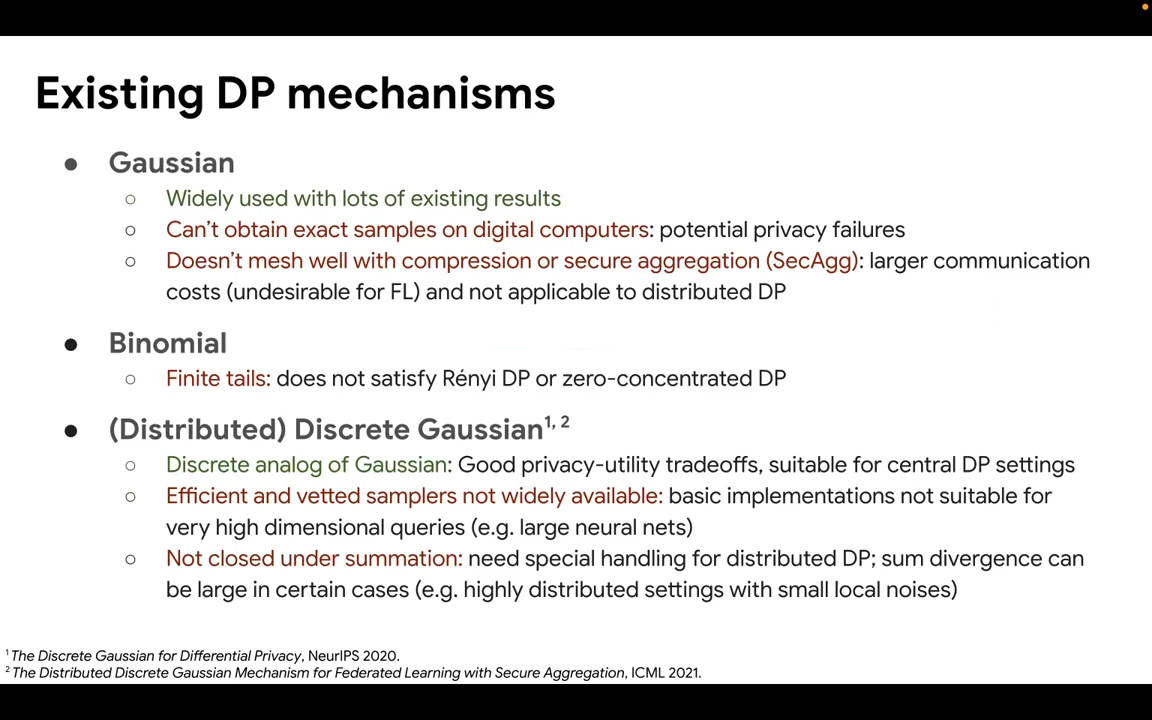 Existing DP mechanisms
● Gaussian
○ Widely used with lots of existing results
○ Can't obtain exact samples on digital computers: potential privacy failures
○ Doesn't mesh well with compression or secure aggregation (SecAgg): larger communication
costs (undesirable for FL) and not applicable to distributed DP
● Binomial
○ Finite tails: does not satisfy Rényi DP or zero-concentrated DP
● (Distributed) Discrete Gaussian1, 2
○ Discrete analog of Gaussian: Good privacy-utility tradeoffs, suitable for central DP settings
○ Efficient and vetted samplers not widely available: basic implementations not suitable for
very high dimensional queries (e.g. large neural nets)
○ Not closed under summation: need special handling for distributed DP; sum divergence can
be large in certain cases (e.g. highly distributed settings with small local noises)
1 The Discrete Gaussian for Differential Privacy, NeurIPS 2020.
2 The Distributed Discrete Gaussian Mechanism for Federated Learning with Secure Aggregation, ICML 2021.